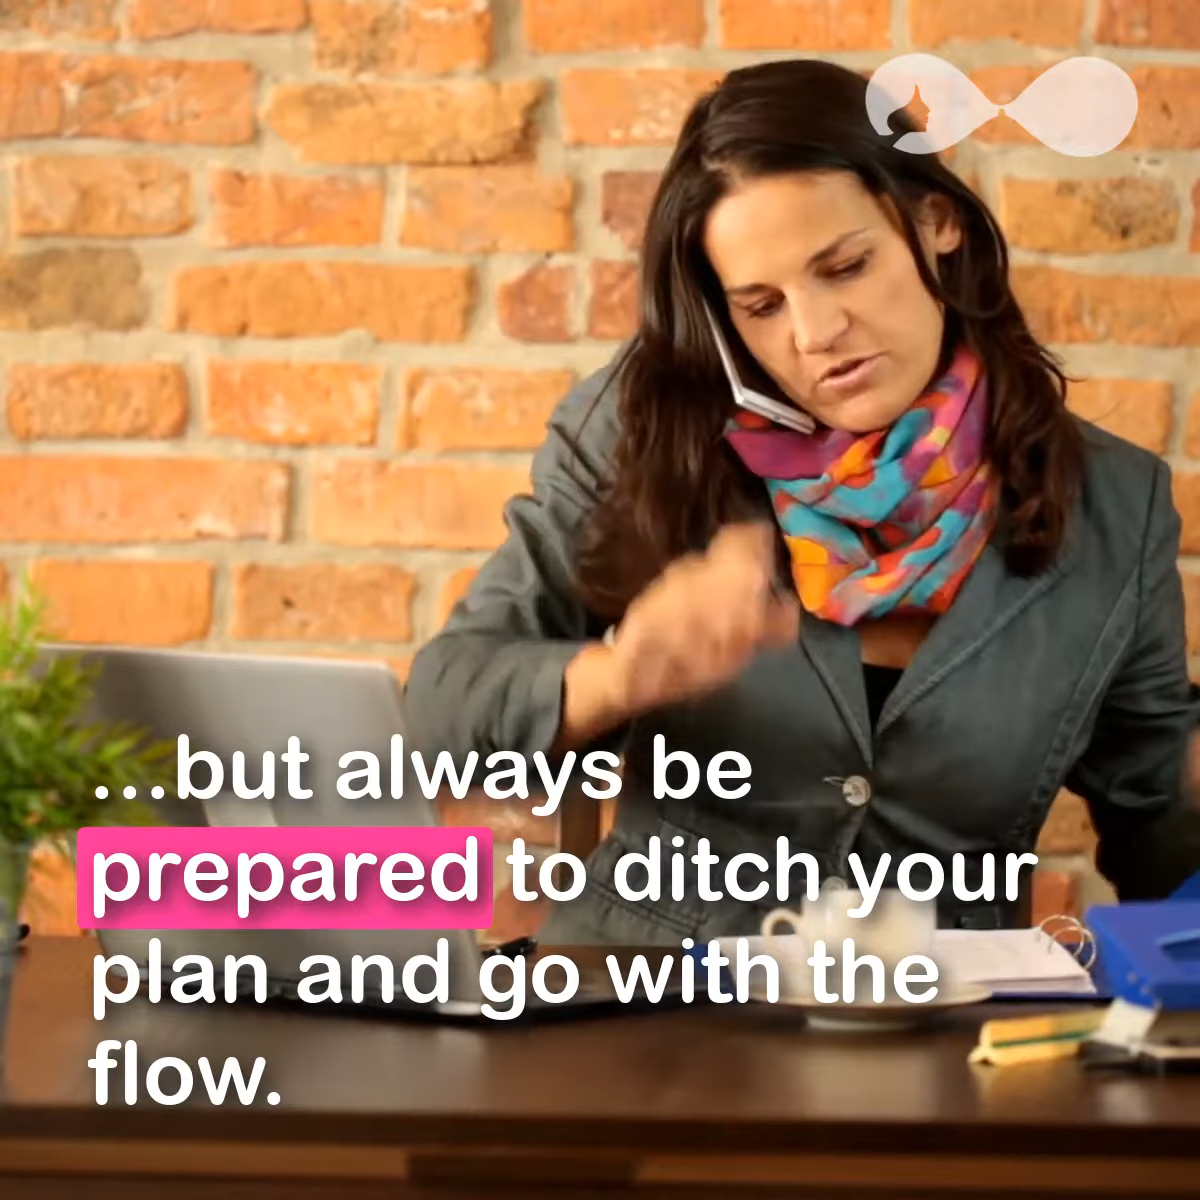 ...but always be
prepared to ditch your
plan and go with the
flow.